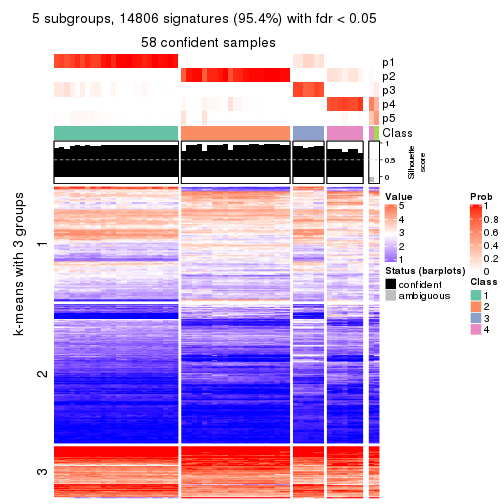 5 subgroups, 14806 signatures (95.4%) with fdr < 0.05
58 confident samples
p1
p2
p3
p4
p5
Class
1
0.5
0
Silhouette
score
k-means with 3 groups
1
2
3
Value
5
4
3
2
1
Status (barplots)
confident
ambiguous
Prob
1
0.8
0.6
0.4
0.2
0
Class
1
2
3
4